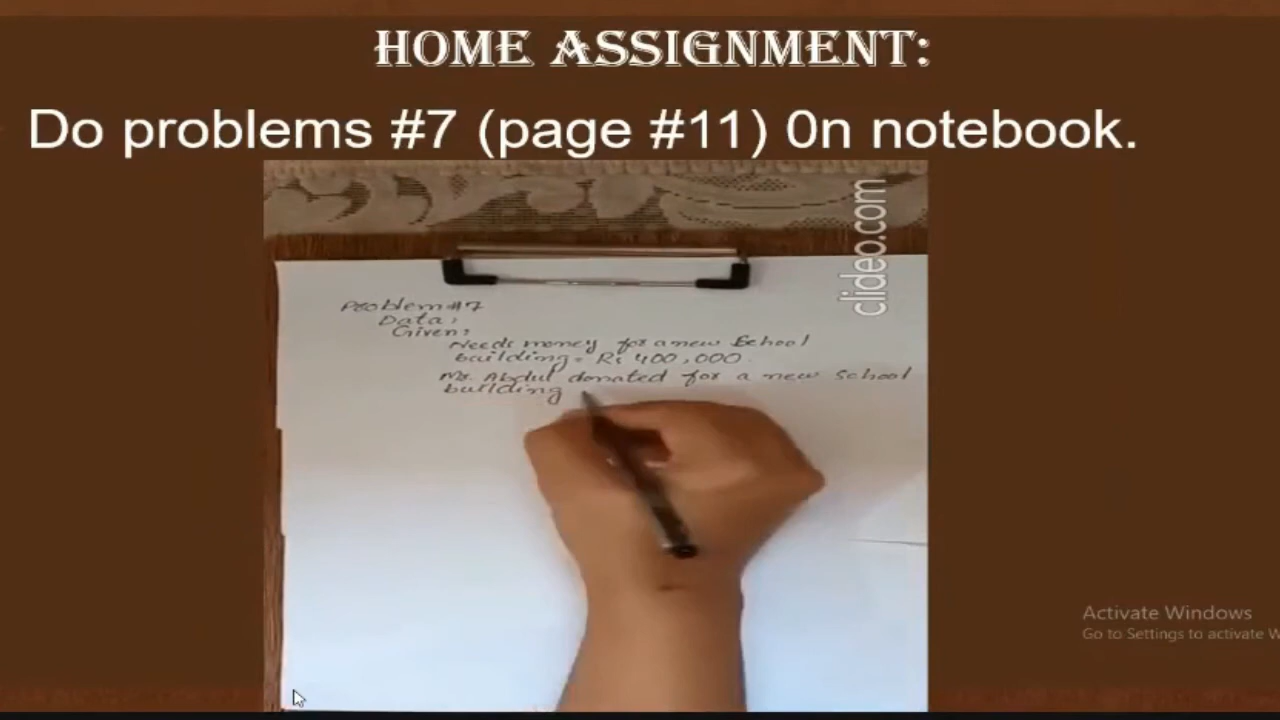 HOME ASSIGNMENT:
Do problems #7 (page #11) 0n notebook.
clideo.com
Problem#7
Data:
Given:
Needs money for a new School
building = Rs 400,000.
Mr. Abdul donated for a new School
building
Activate Windows
Go to Settings to activate W